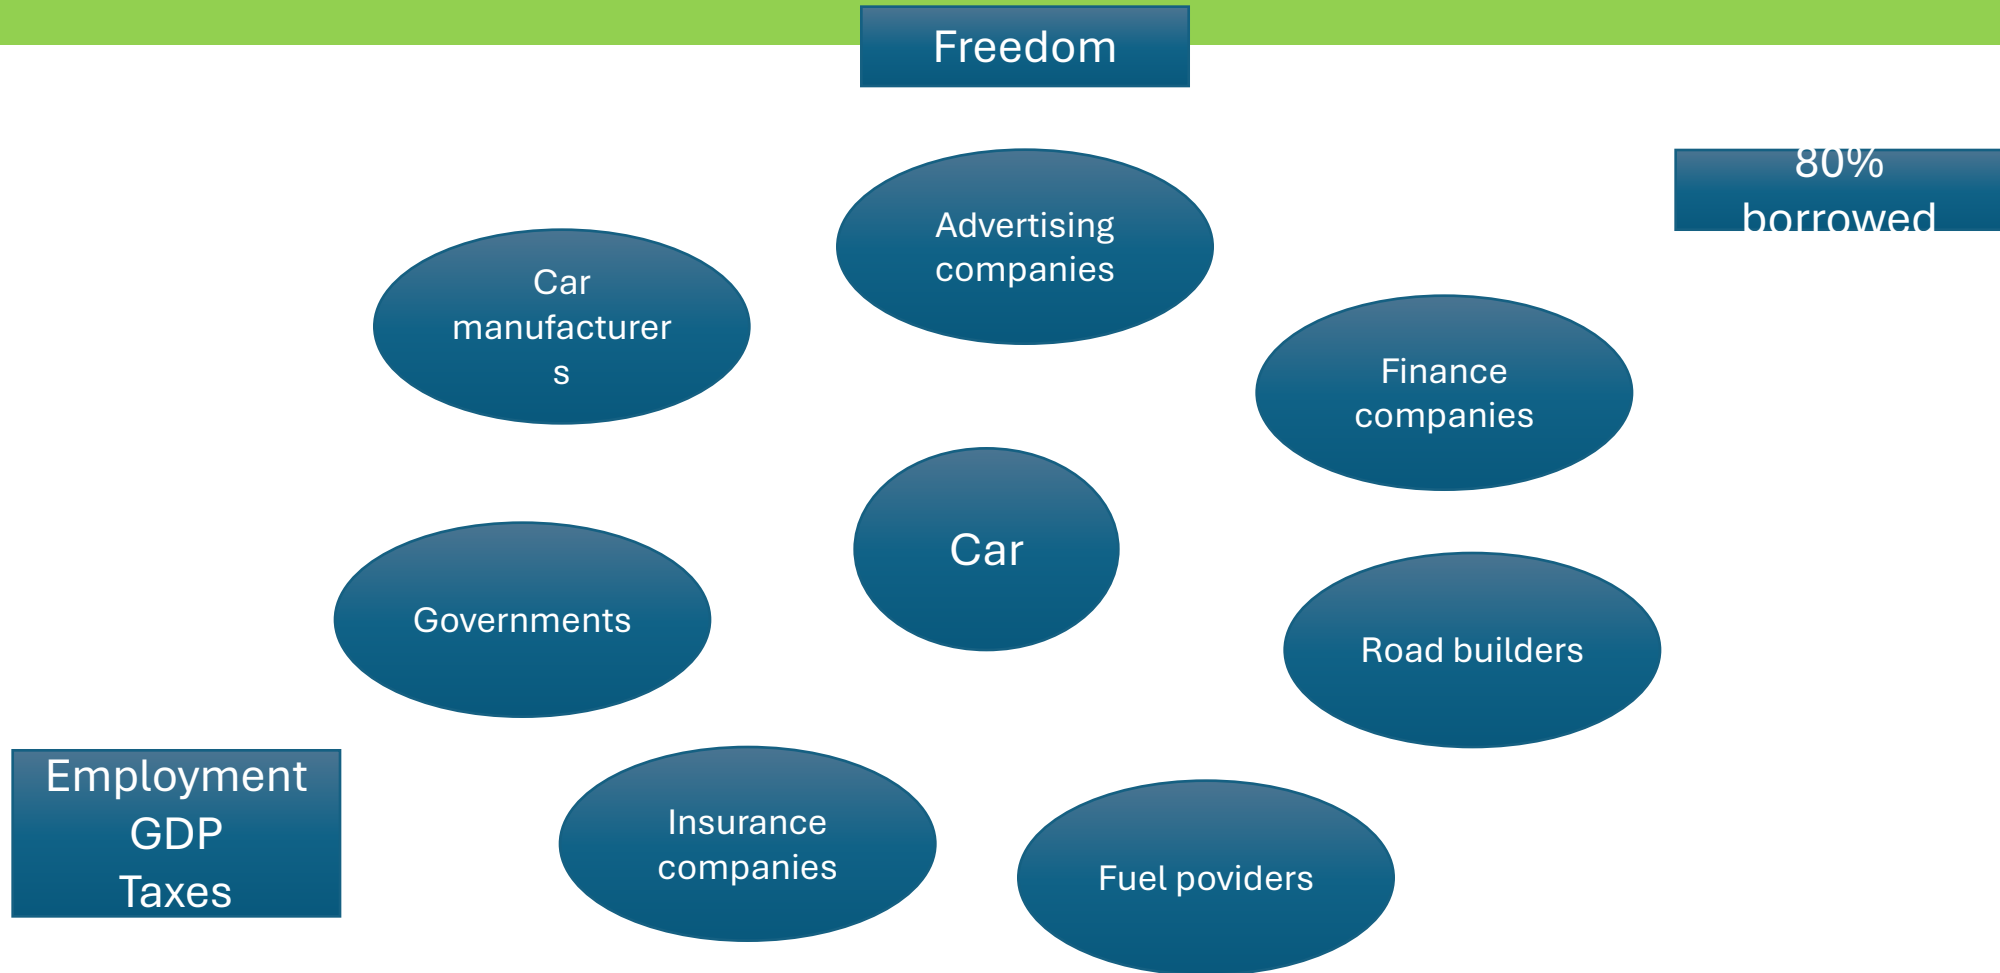 Freedom
80%
borrowed
Advertising
companies
Car
manufacturer
s
Finance
companies
Car
Governments
Road builders
Employment
GDP
Taxes
Insurance
companies
Fuel poviders